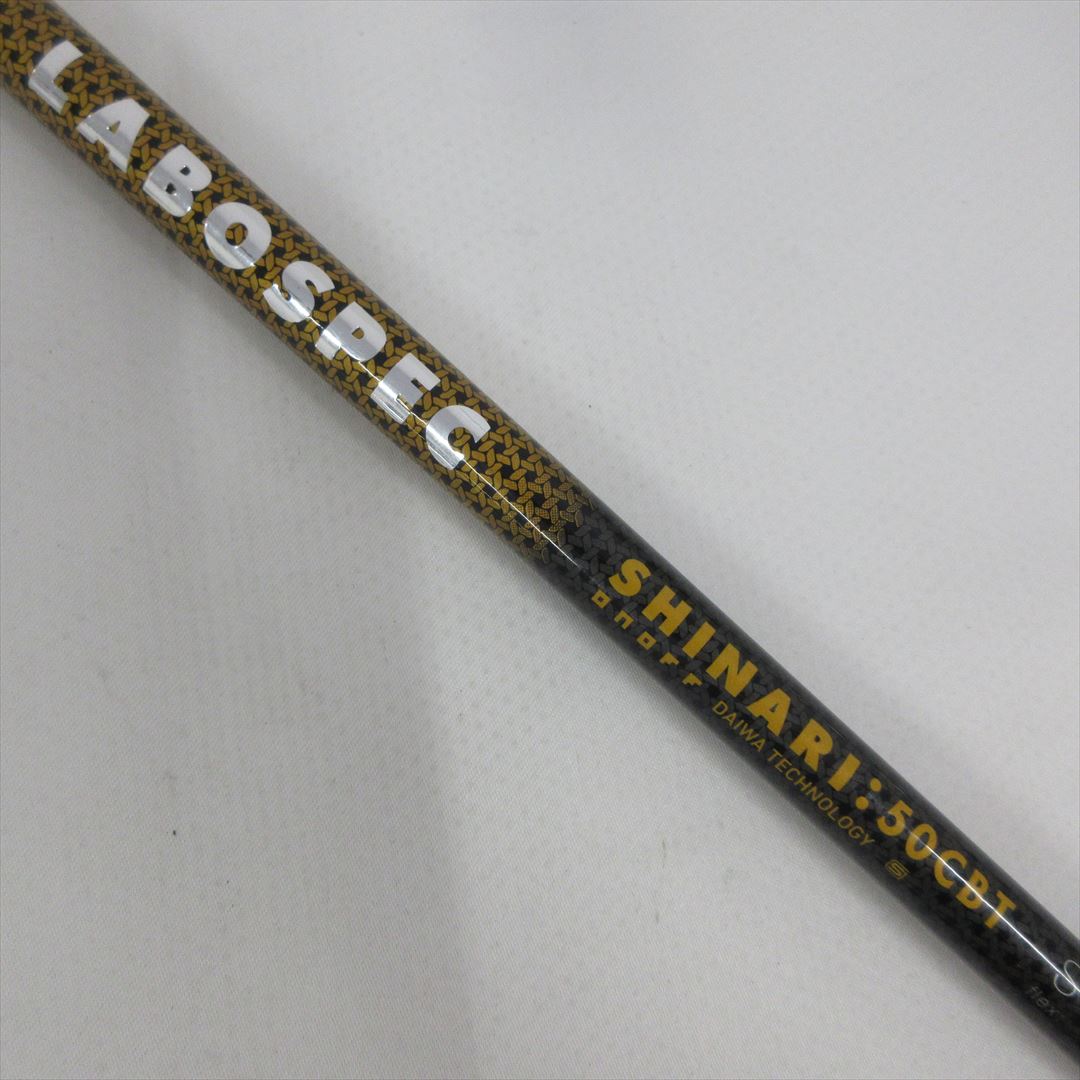 LABOSPEC
SHINARI:50CBT
ONOFF DAIWA TECHNOLOGY
S
flex